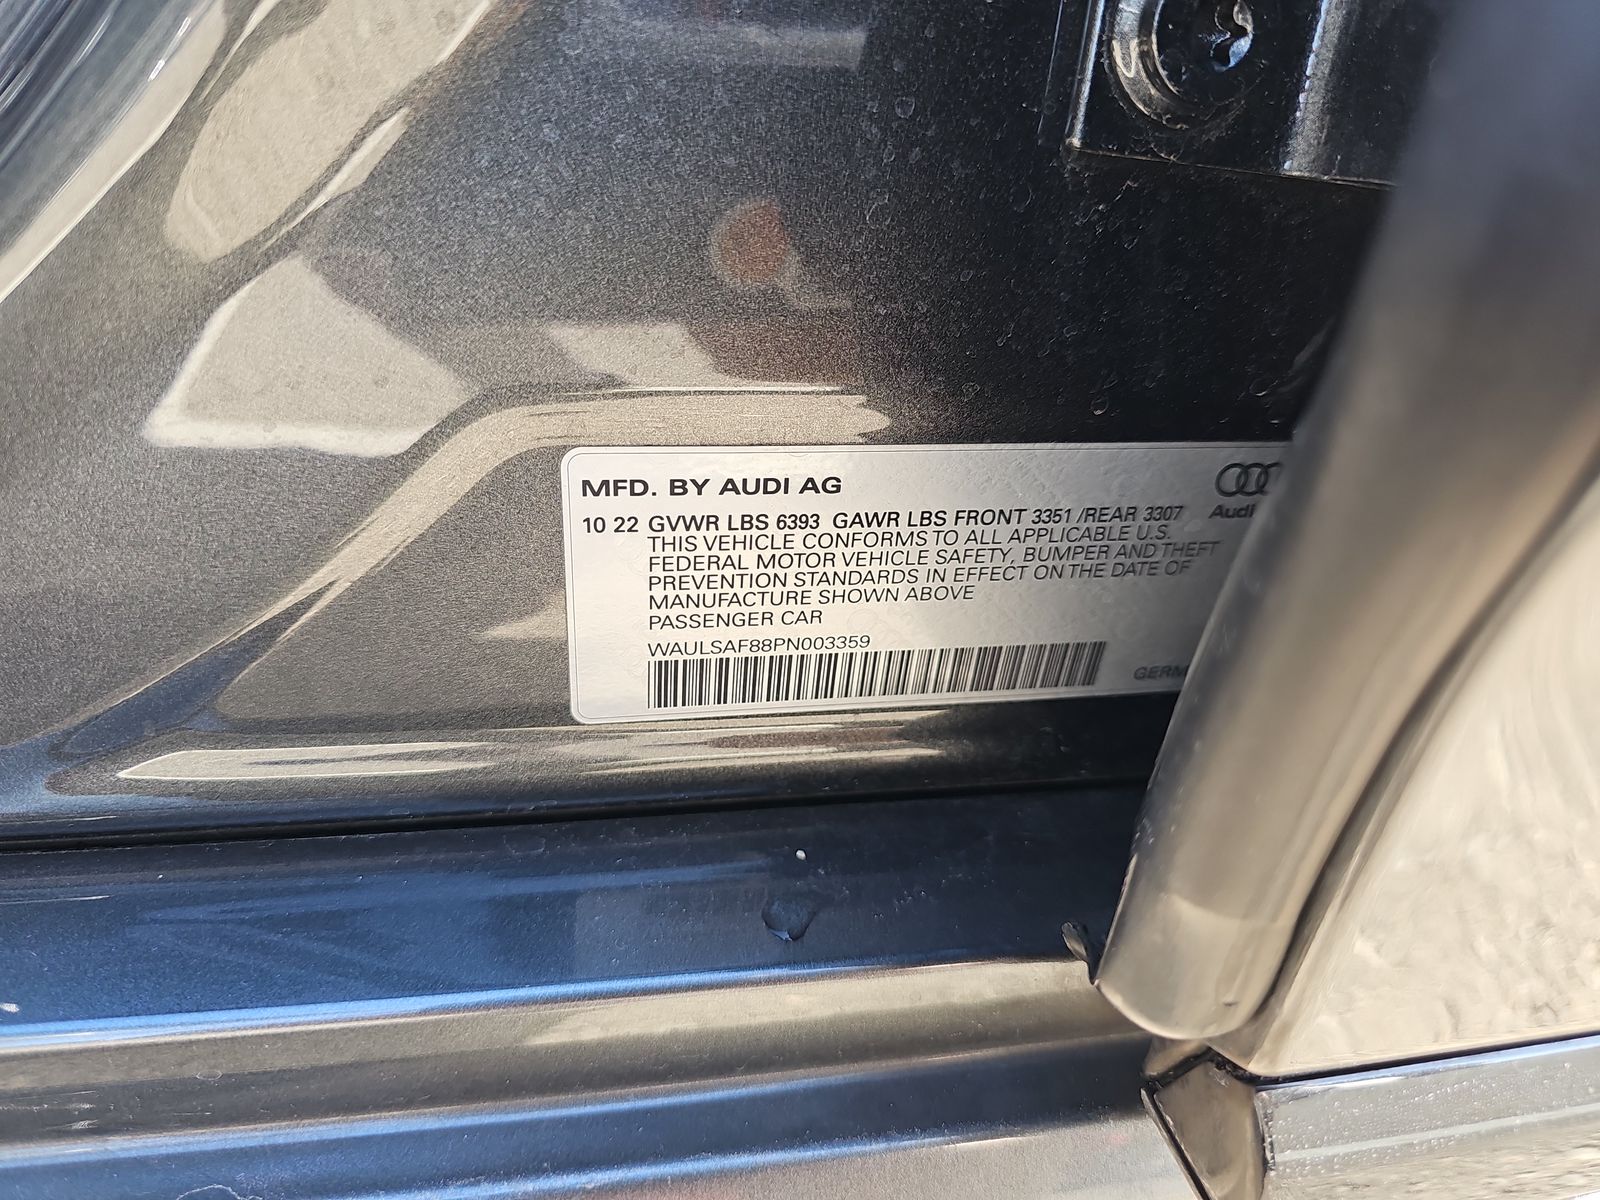 MFD. BY AUDI AG
Audi
10 22 GVWR LBS 6393 GAWR LBS FRONT 3351 /REAR 3307
THIS VEHICLE CONFORMS TO ALL APPLICABLE U.S.
FEDERAL MOTOR VEHICLE SAFETY, BUMPER AND THEFT
PREVENTION STANDARDS IN EFFECT ON THE DATE OF
MANUFACTURE SHOWN ABOVE
PASSENGER CAR
WAULSAF88PN003359